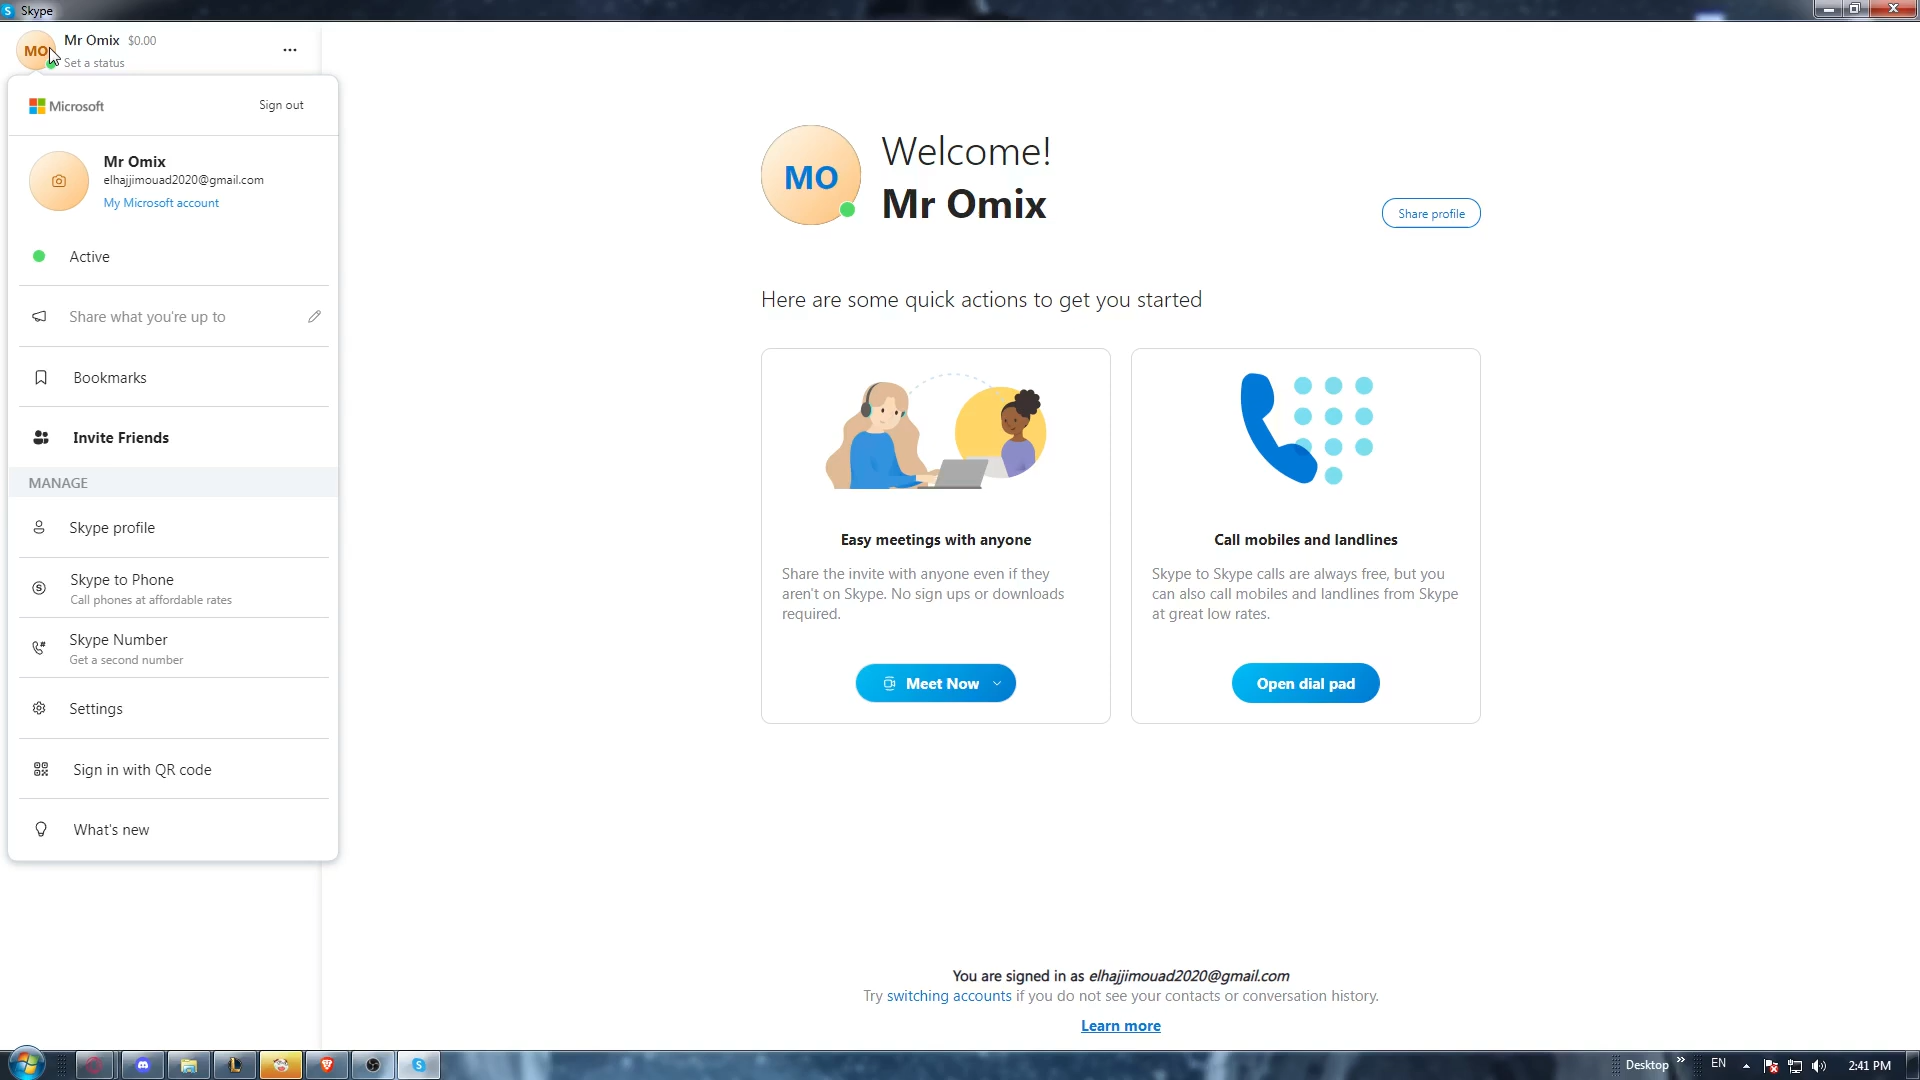 Skype
MO
Mr Omix $0.00
Set a status
Microsoft
Sign out
Mr Omix
elhajjimouad2020@gmail.com
My Microsoft account
Active
Share what you're up to
Bookmarks
Invite Friends
MANAGE
Skype profile
Skype to Phone
Call phones at affordable rates
Skype Number
Get a second number
Settings
Sign in with QR code
What's new
MO
Welcome!
Mr Omix
Share profile
Here are some quick actions to get you started
Easy meetings with anyone
Share the invite with anyone even if they
aren't on Skype. No sign ups or downloads
required.
Meet Now
Call mobiles and landlines
Skype to Skype calls are always free, but you
can also call mobiles and landlines from Skype
at great low rates.
Open dial pad
You are signed in as elhajjimouad2020@gmail.com
Try switching accounts if you do not see your contacts or conversation history.
Learn more
Desktop
EN
2:41 PM